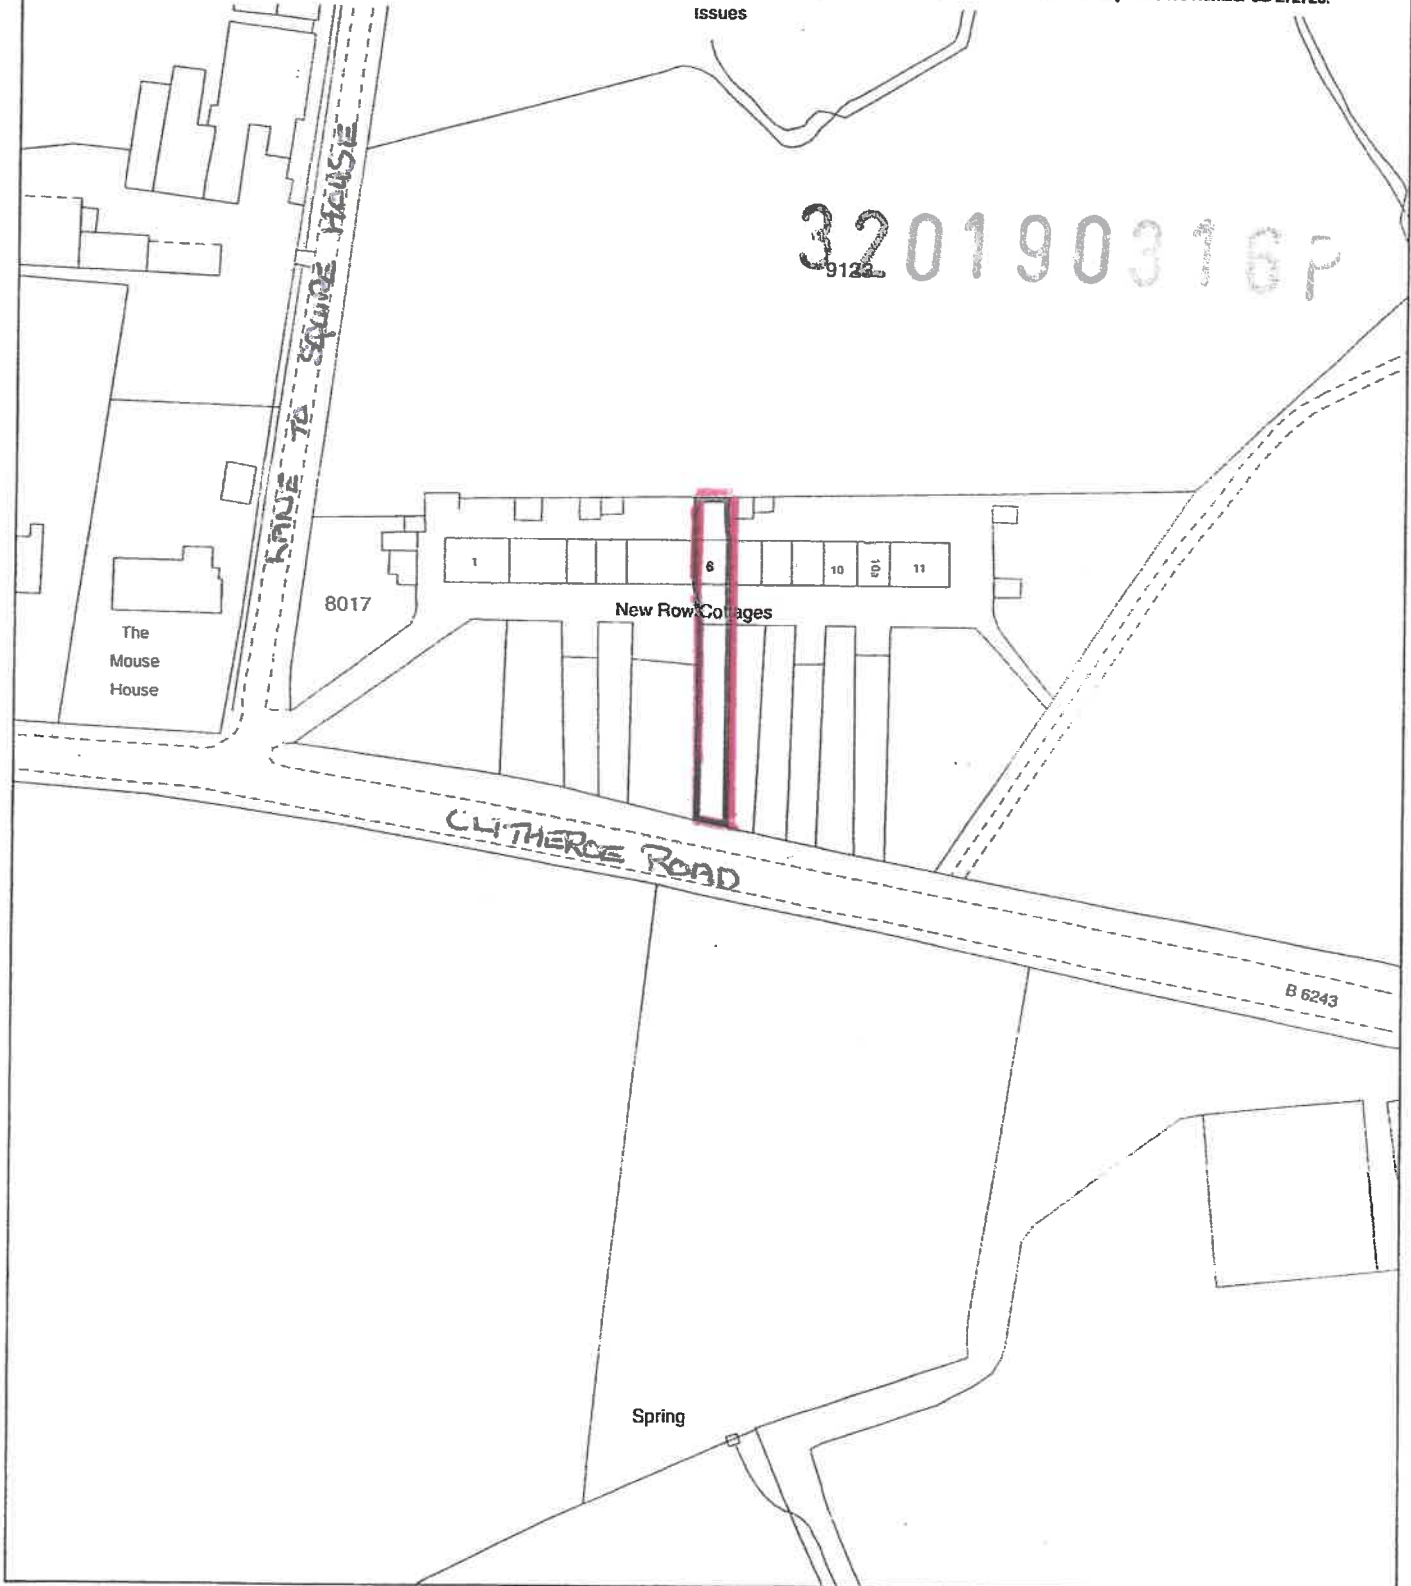 Issues
LANE TO SQUIRE HOUSE
320190316P
9123
1
6
10
10a
11
8017
New Row Cottages
The
Mouse
House
CLITHEROE ROAD
B 6243
Spring